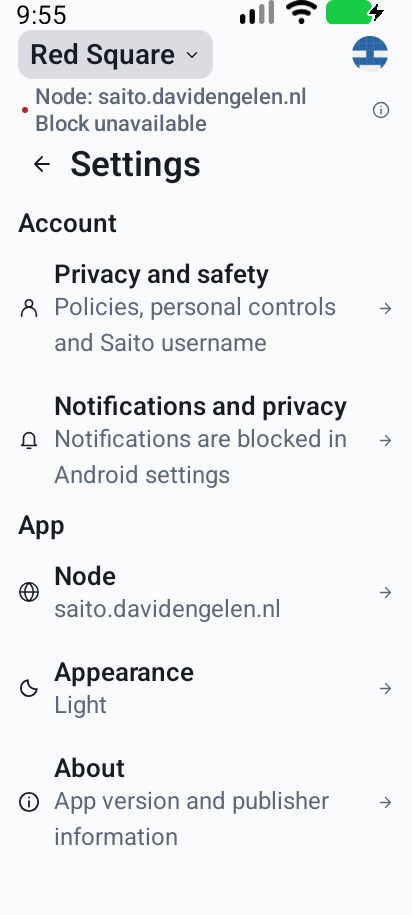 9:55
Red Square
Node: saito.davidengelen.nl
Block unavailable
Settings
Account
Privacy and safety
Policies, personal controls
and Saito username
Notifications and privacy
Notifications are blocked in
Android settings
App
Node
saito.davidengelen.nl
Appearance
Light
About
App version and publisher
information